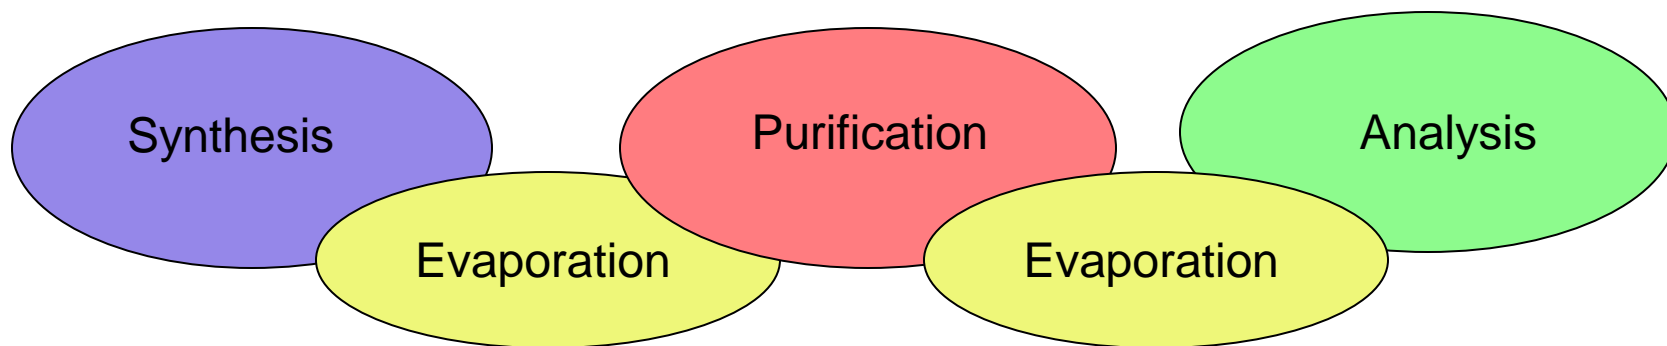 Synthesis
Evaporation
Purification
Evaporation
Analysis